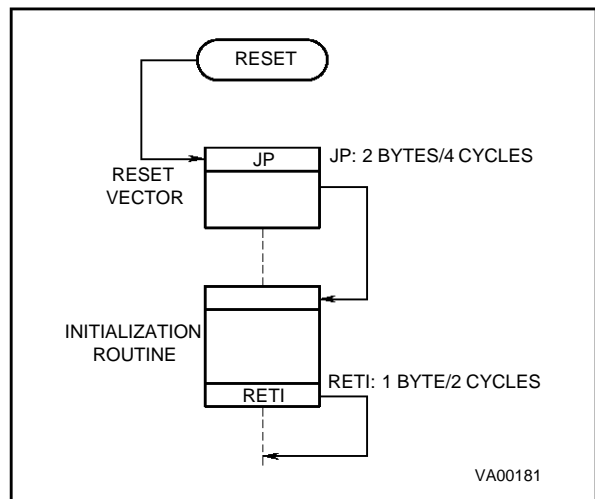 RESET
JP
JP: 2 BYTES/4 CYCLES
RESET
VECTOR
INITIALIZATION
ROUTINE
RETI: 1 BYTE/2 CYCLES
RETI
VA00181